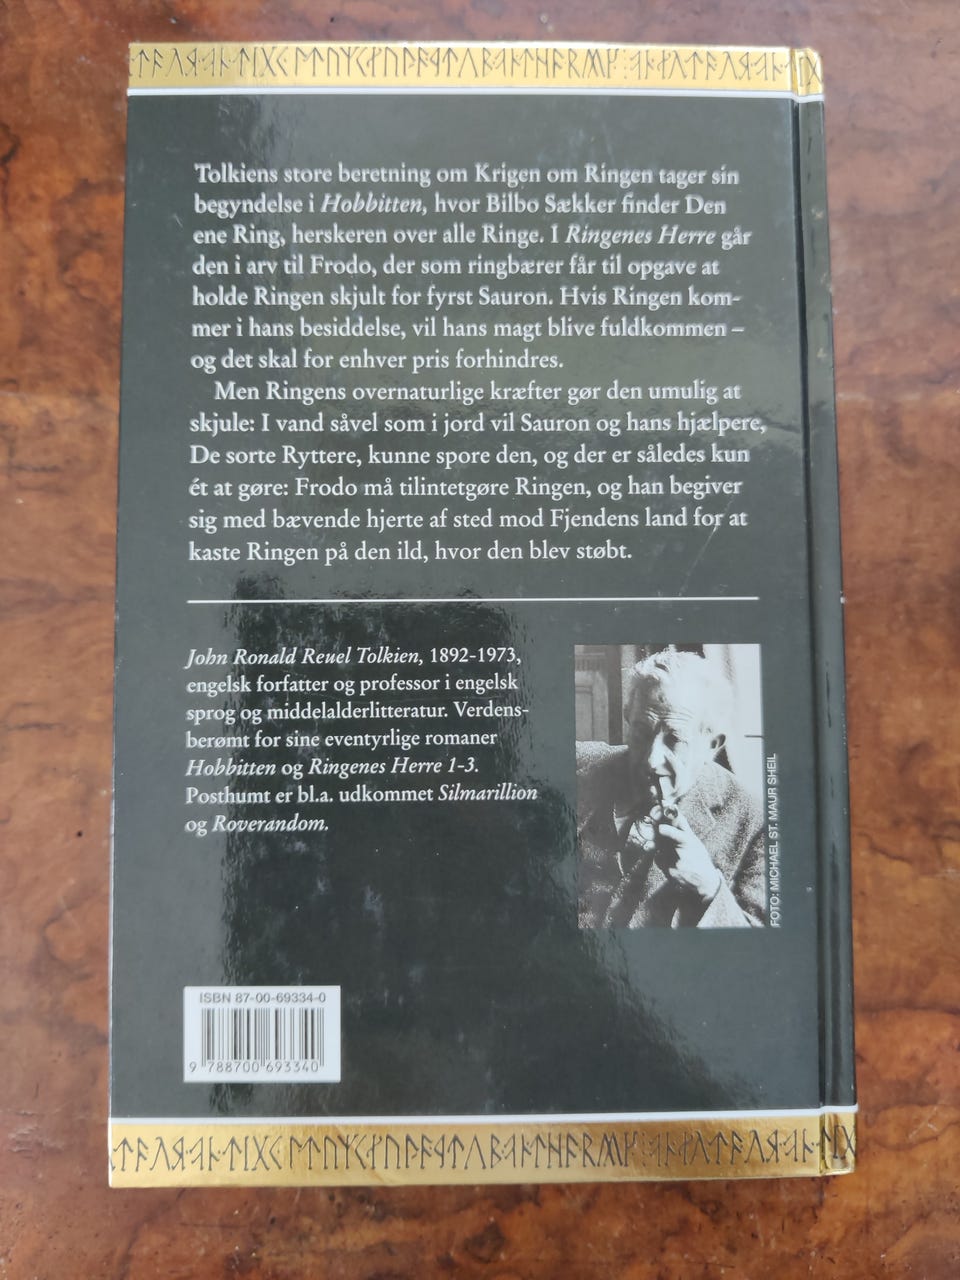 Tolkiens store beretning om Krigen om Ringen tager sin
begyndelse i Hobbitten, hvor Bilbo Sækker finder Den
ene Ring, herskeren over alle Ringe. I Ringenes Herre går
den i arv til Frodo, der som ringbærer får til opgave at
holde Ringen skjult for fyrst Sauron. Hvis Ringen kom-
mer i hans besiddelse, vil hans magt blive fuldkommen –
og det skal for enhver pris forhindres.
Men Ringens overnaturlige kræfter gør den umulig at
skjule: I vand såvel som i jord vil Sauron og hans hjælpere,
De sorte Ryttere, kunne spore den, og der er således kun
ét at gøre: Frodo må tilintetgøre Ringen, og han begiver
sig med bævende hjerte af sted mod Fjendens land for at
kaste Ringen på den ild, hvor den blev støbt.
John Ronald Reuel Tolkien, 1892-1973,
engelsk forfatter og professor i engelsk
sprog og middelalderlitteratur. Verdens-
berømt for sine eventyrlige romaner
Hobbitten og Ringenes Herre 1-3.
Posthumt er bl.a. udkommet Silmarillion
og Roverandom.
FOTO: MICHAEL ST. MAUR SHEIL
ISBN 87-00-69334-0
9 788700 693340